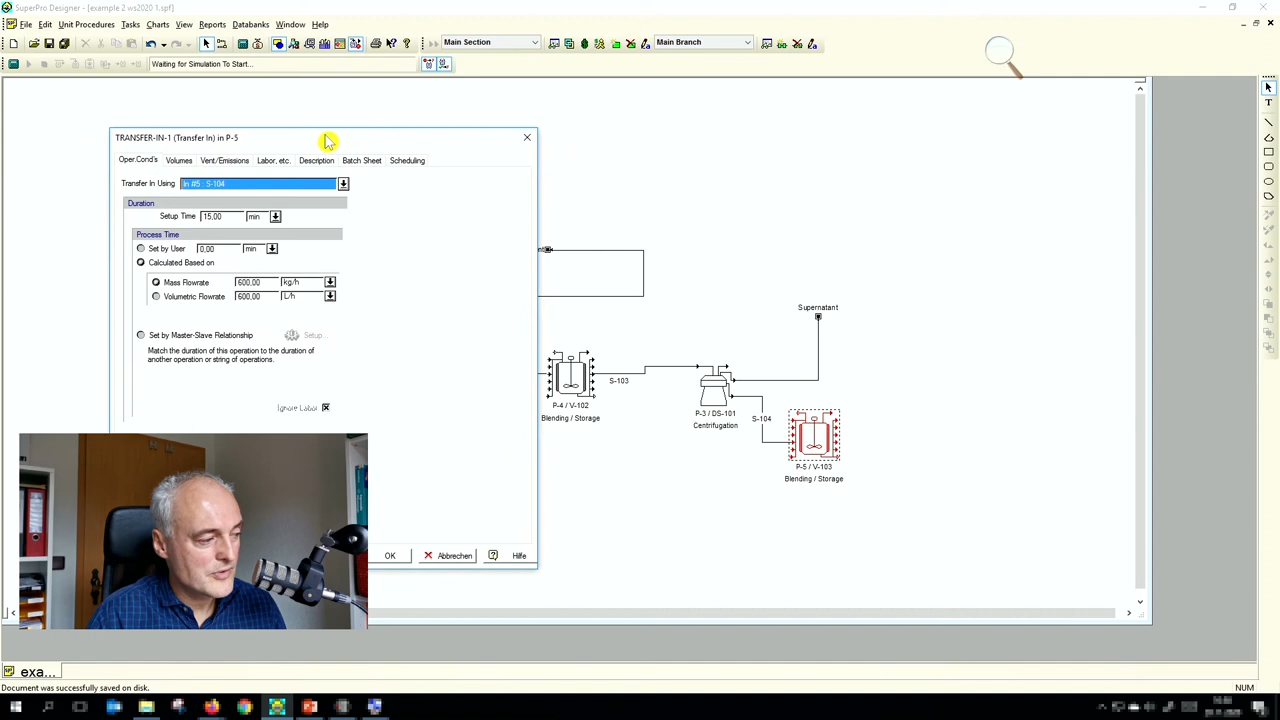 SuperPro Designer - [example 2 ws2020 1.spf]
File Edit Unit Procedures Tasks Charts View Reports Databanks Window Help
Main Section Main Branch
Waiting for Simulation To Start...
TRANSFER-IN-1 (Transfer In) in P-5
Oper.Cond's Volumes Vent/Emissions Labor, etc. Description Batch Sheet Scheduling
Transfer In Using In #5 : S-104
Duration
Setup Time 15,00 min
Process Time
Set by User 0,00 min
Calculated Based on
Mass Flowrate 600,00 kg/h
Volumetric Flowrate 600,00 L/h
Set by Master-Slave Relationship Setup...
Match the duration of this operation to the duration of
another operation or string of operations.
Ignore Labor
OK Abbrechen Hilfe
Supernatant
S-103
P-4 / V-102
Blending / Storage
P-3 / DS-101
Centrifugation
S-104
P-5 / V-103
Blending / Storage
exa...
Document was successfully saved on disk.
NUM